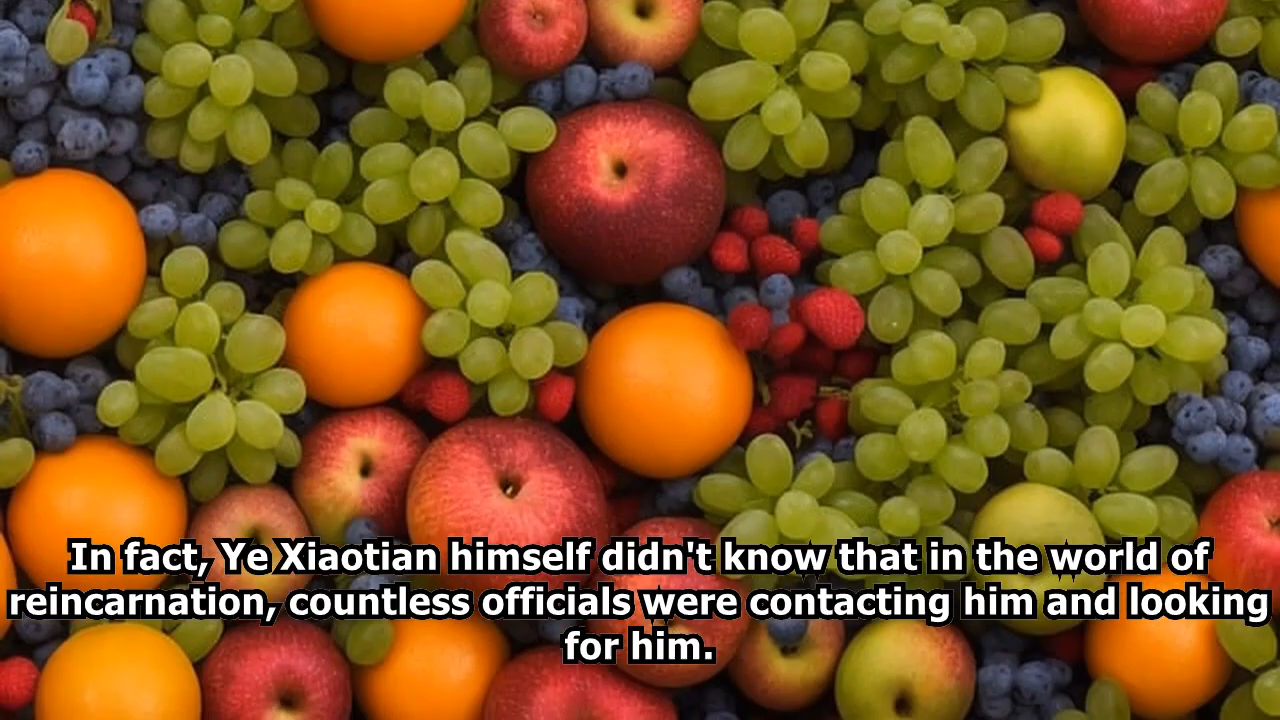 In fact, Ye Xiaotian himself didn't know that in the world of
reincarnation, countless officials were contacting him and looking
for him.